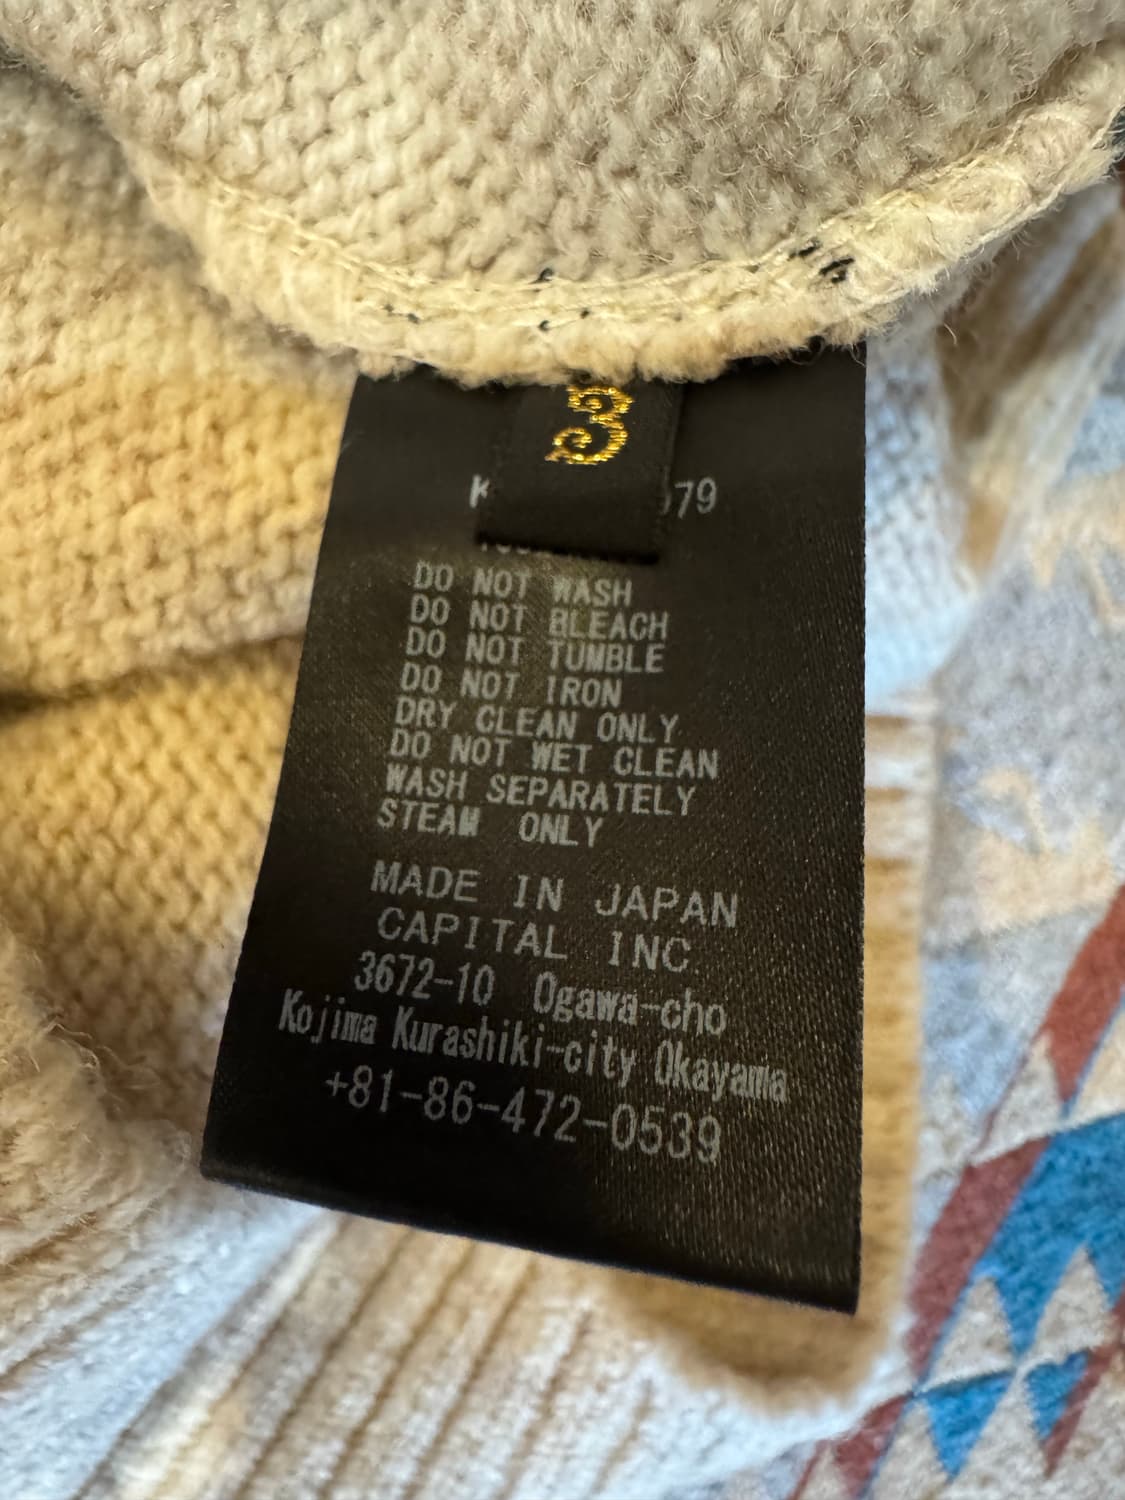 3
79
DO NOT WASH
DO NOT BLEACH
DO NOT TUMBLE
DO NOT IRON
DRY CLEAN ONLY
DO NOT WET CLEAN
WASH SEPARATELY
STEAM ONLY
MADE IN JAPAN
CAPITAL INC.
3672-10 Ogawa-cho
Kojima Kurashiki-city Okayama
+81-86-472-0539